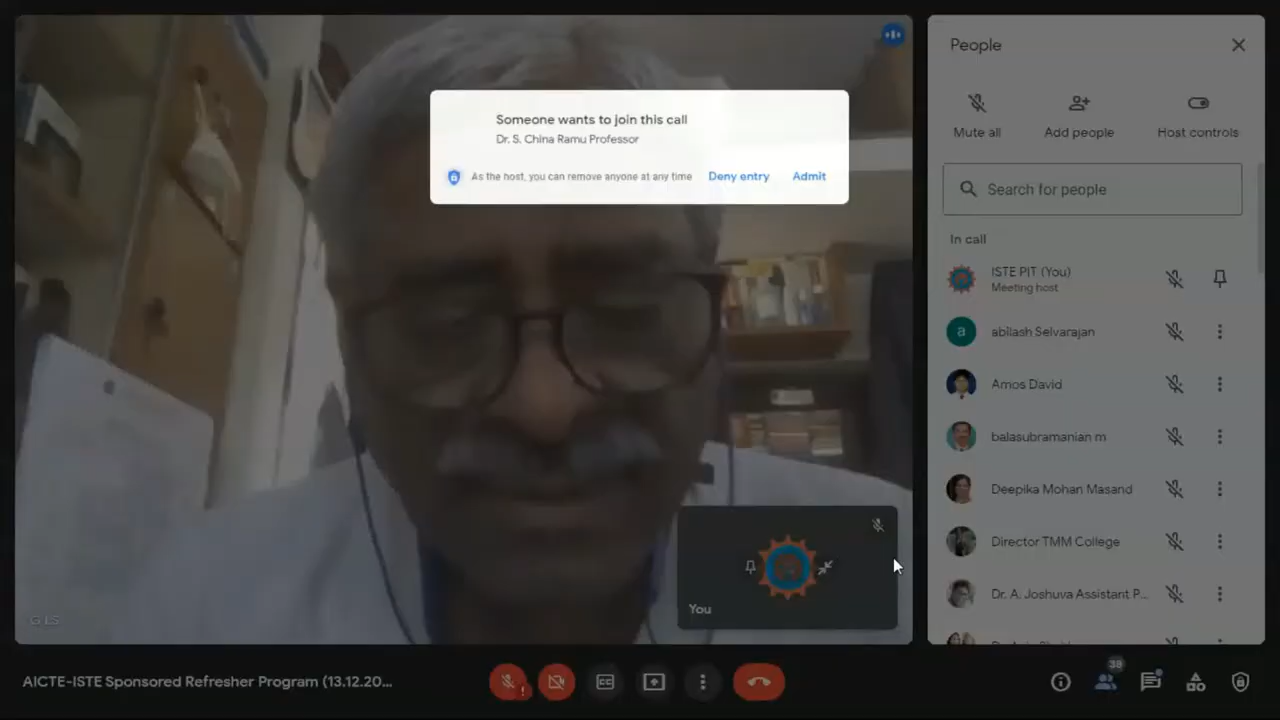 People
Someone wants to join this call
Dr. S. China Ramu Professor
As the host, you can remove anyone at any time
Deny entry
Admit
Mute all
Add people
Host controls
Search for people
In call
ISTE PIT (You)
Meeting host
a
abilash Selvarajan
Amos David
balasubramanian m
Deepika Mohan Masand
Director TMM College
Dr. A. Joshuva Assistant P...
You
G LS
AICTE-ISTE Sponsored Refresher Program (13.12.20...
CC
38